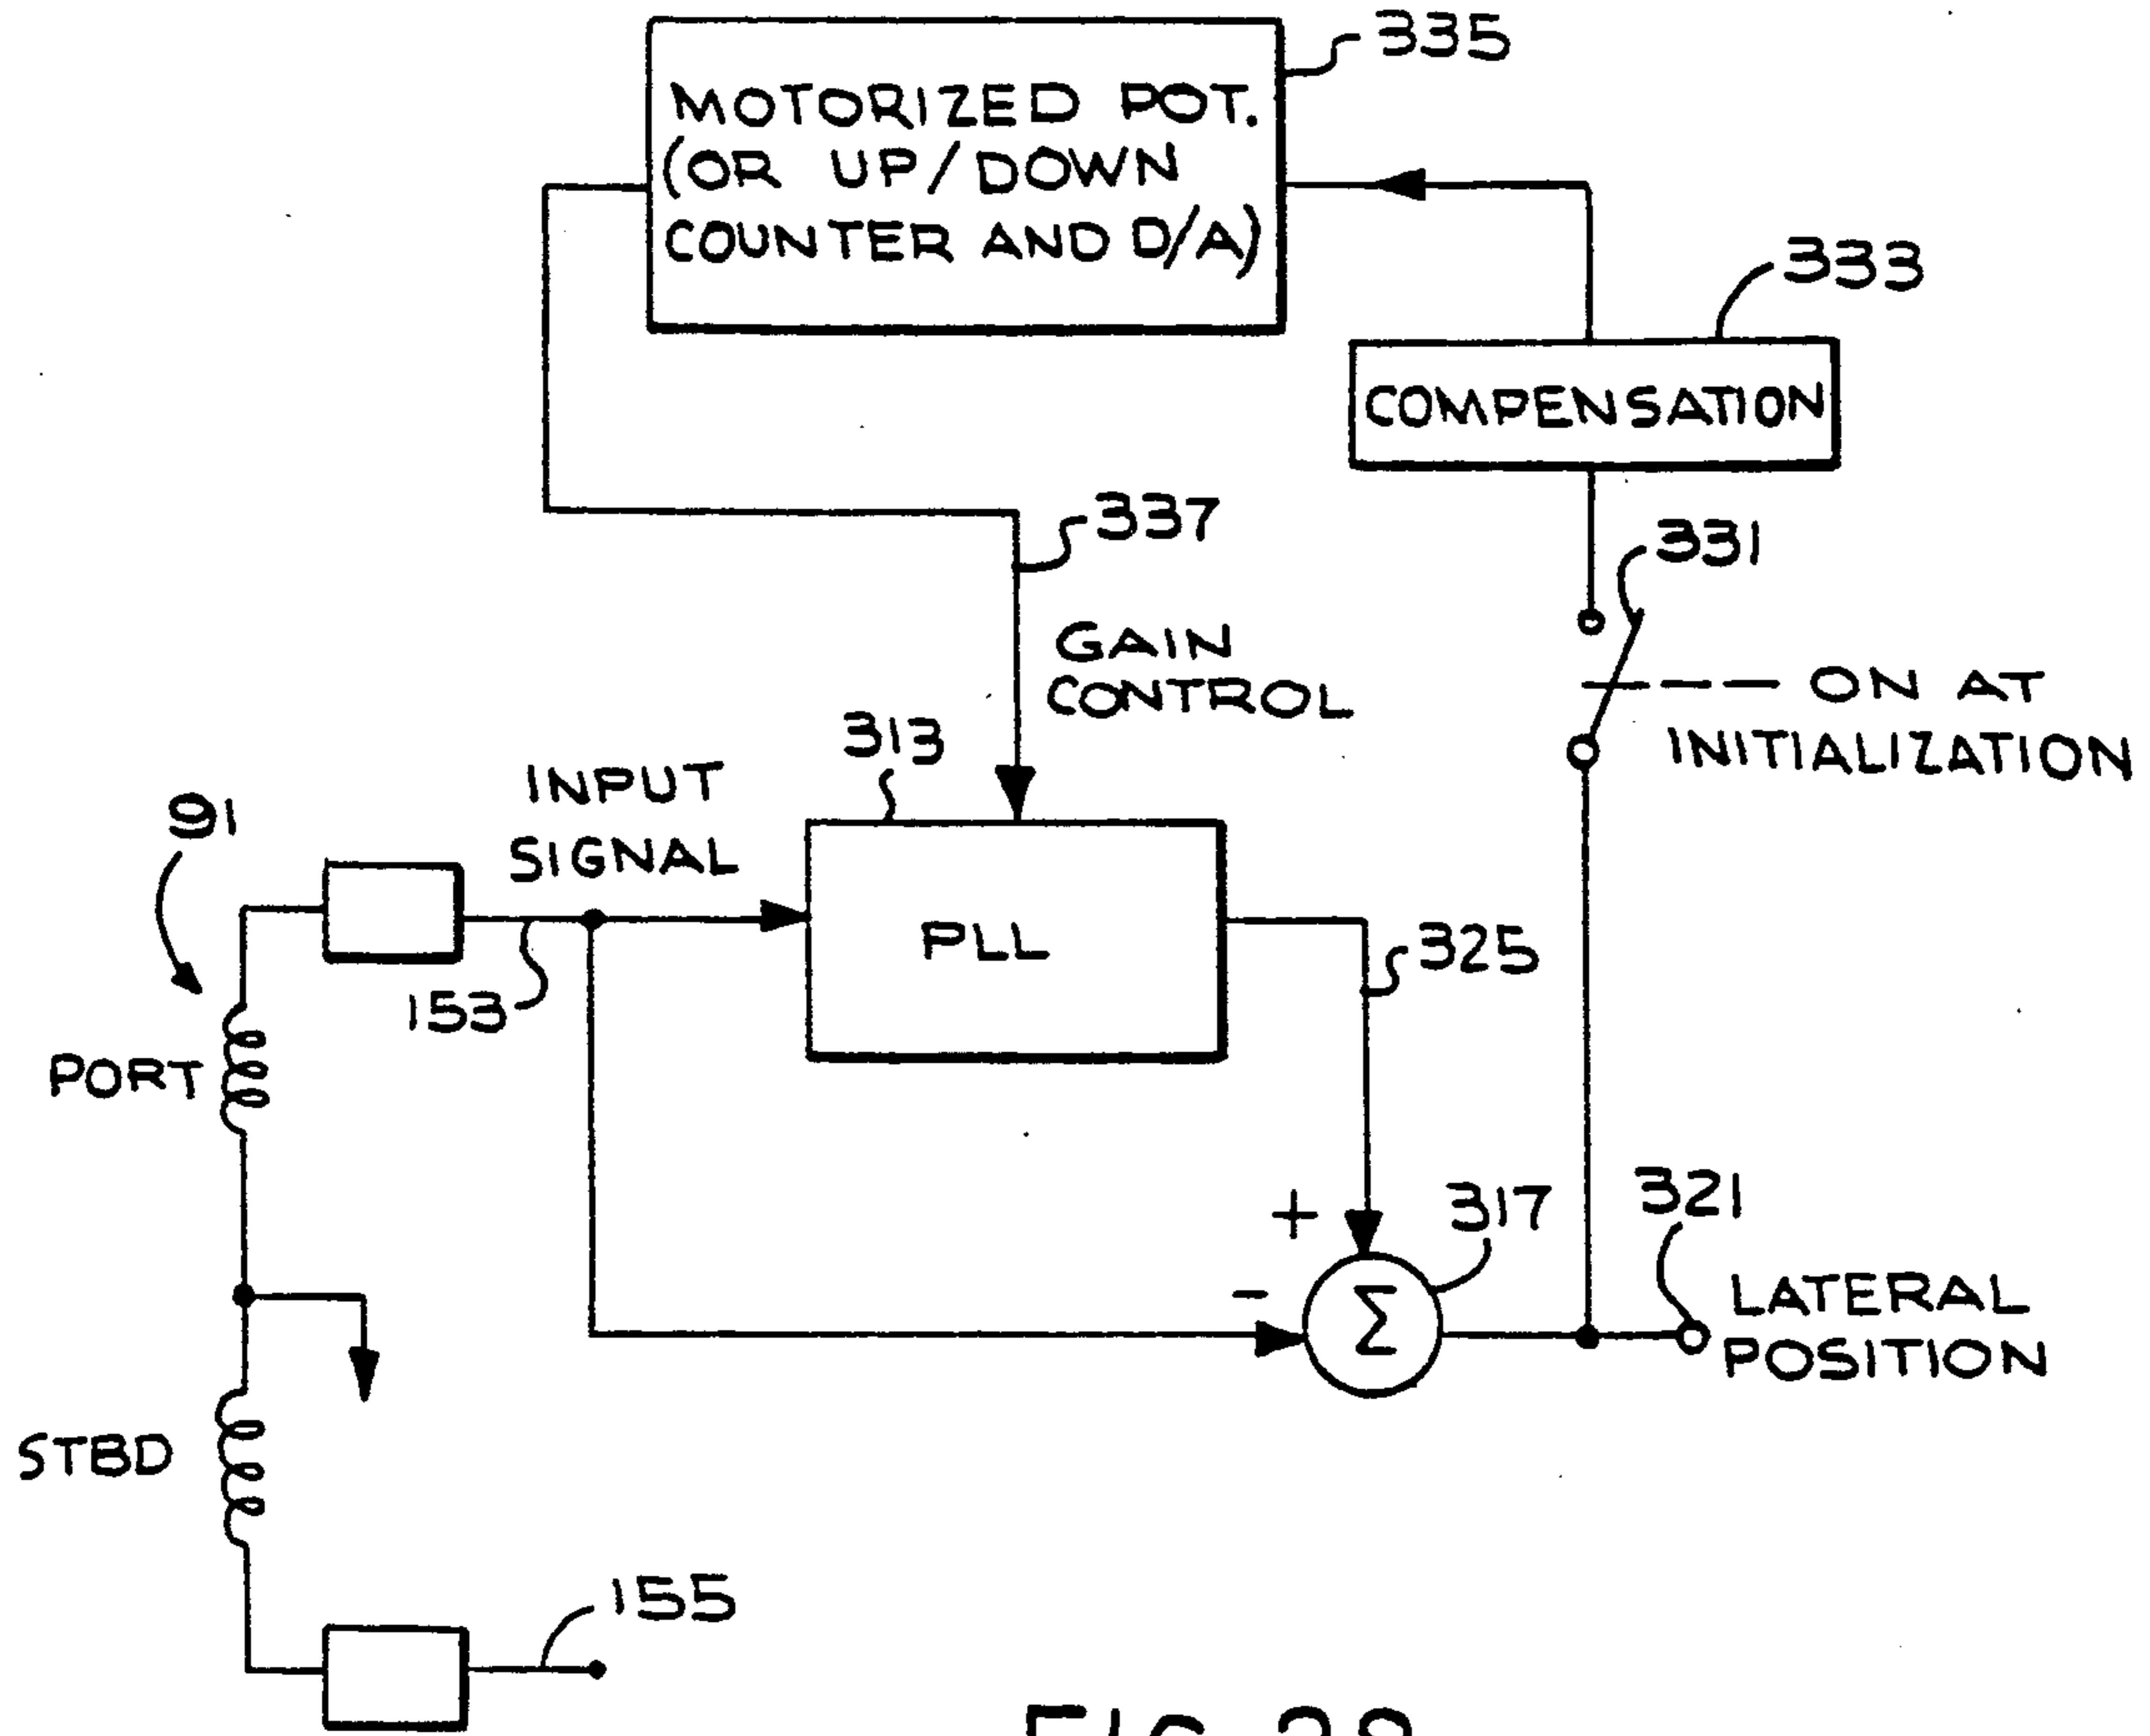 335
MOTORIZED POT.
(OR UP/DOWN
COUNTER AND D/A)
333
COMPENSATION
337
331
GAIN
CONTROL
ON AT
INITIALIZATION
313
INPUT
SIGNAL
91
PLL
325
153
PORT
+
317
321
-
Σ
LATERAL
POSITION
STBD
155